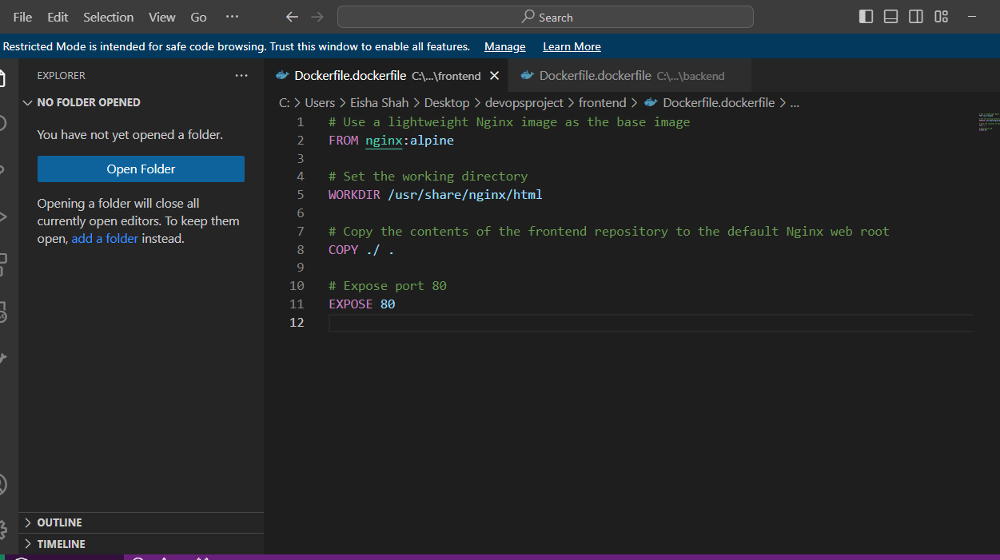 File Edit Selection View Go ··· Search
Restricted Mode is intended for safe code browsing. Trust this window to enable all features. Manage Learn More
EXPLORER ···
NO FOLDER OPENED
You have not yet opened a folder.
Open Folder
Opening a folder will close all
currently open editors. To keep them
open, add a folder instead.
OUTLINE
TIMELINE
Dockerfile.dockerfile C:\...\frontend Dockerfile.dockerfile C:\...\backend
C: > Users > Eisha Shah > Desktop > devopsproject > frontend > Dockerfile.dockerfile > ...
1 # Use a lightweight Nginx image as the base image
2 FROM nginx:alpine
3
4 # Set the working directory
5 WORKDIR /usr/share/nginx/html
6
7 # Copy the contents of the frontend repository to the default Nginx web root
8 COPY ./ .
9
10 # Expose port 80
11 EXPOSE 80
12